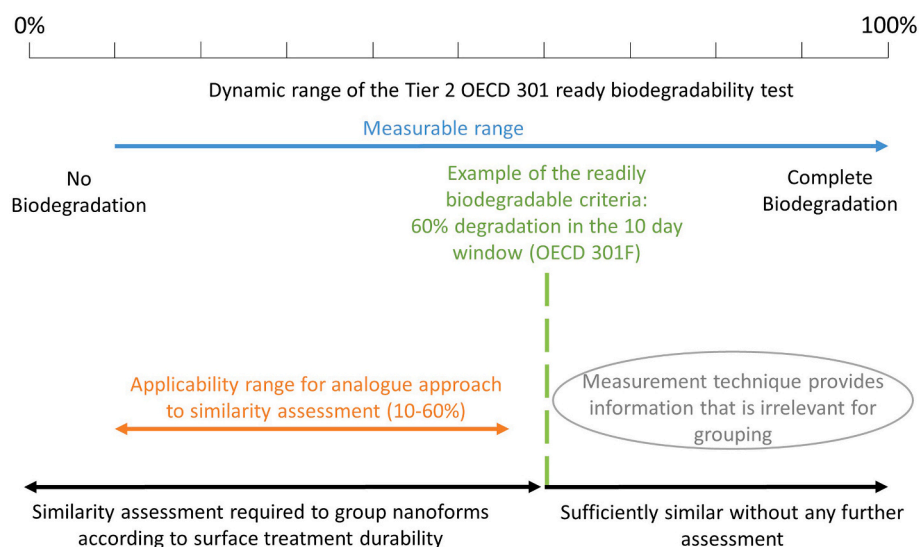 0%
100%
Dynamic range of the Tier 2 OECD 301 ready biodegradability test
Measurable range
No
Biodegradation
Example of the readily
biodegradable criteria:
60% degradation in the 10 day
window (OECD 301F)
Complete
Biodegradation
Applicability range for analogue approach
to similarity assessment (10-60%)
Measurement technique provides
information that is irrelevant for
grouping
Similarity assessment required to group nanoforms
according to surface treatment durability
Sufficiently similar without any further
assessment